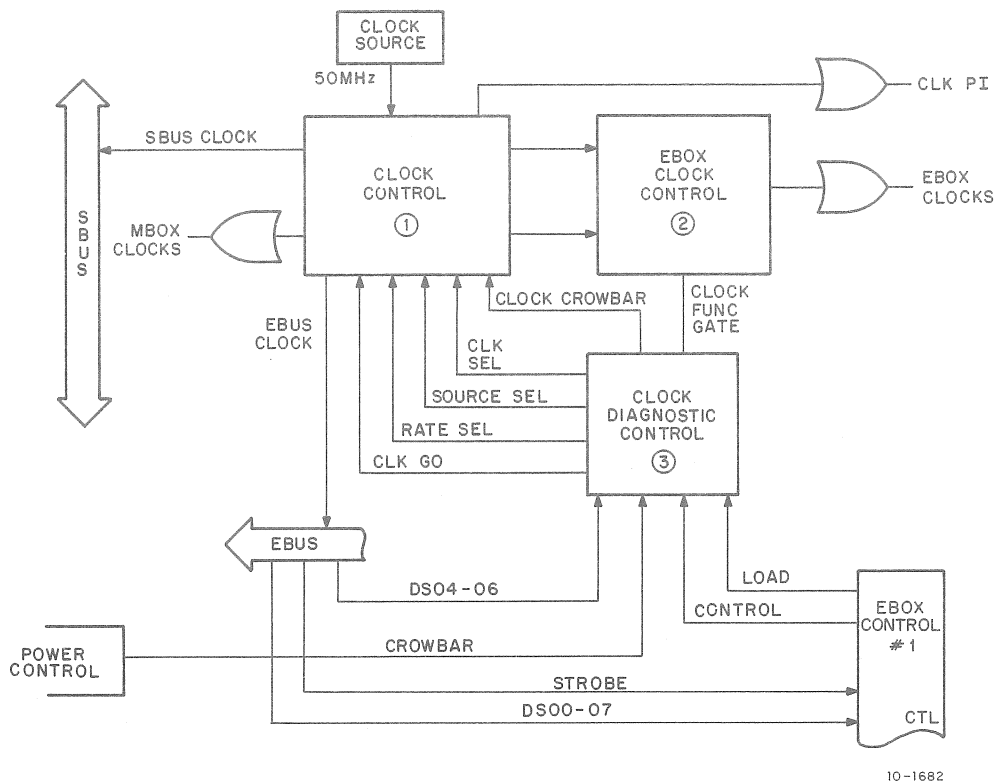 CLOCK
SOURCE
50MHz
CLK PI
SBUS CLOCK
CLOCK
CONTROL
1
EBOX
CLOCK
CONTROL
2
EBOX
CLOCKS
SBUS
MBOX
CLOCKS
EBUS
CLOCK
CLOCK CROWBAR
CLOCK
FUNC
GATE
CLK
SEL
SOURCE SEL
RATE SEL
CLK GO
CLOCK
DIAGNOSTIC
CONTROL
3
EBUS
DS04-06
LOAD
CONTROL
EBOX
CONTROL
#1
CTL
POWER
CONTROL
CROWBAR
STROBE
DS00-07
10-1682